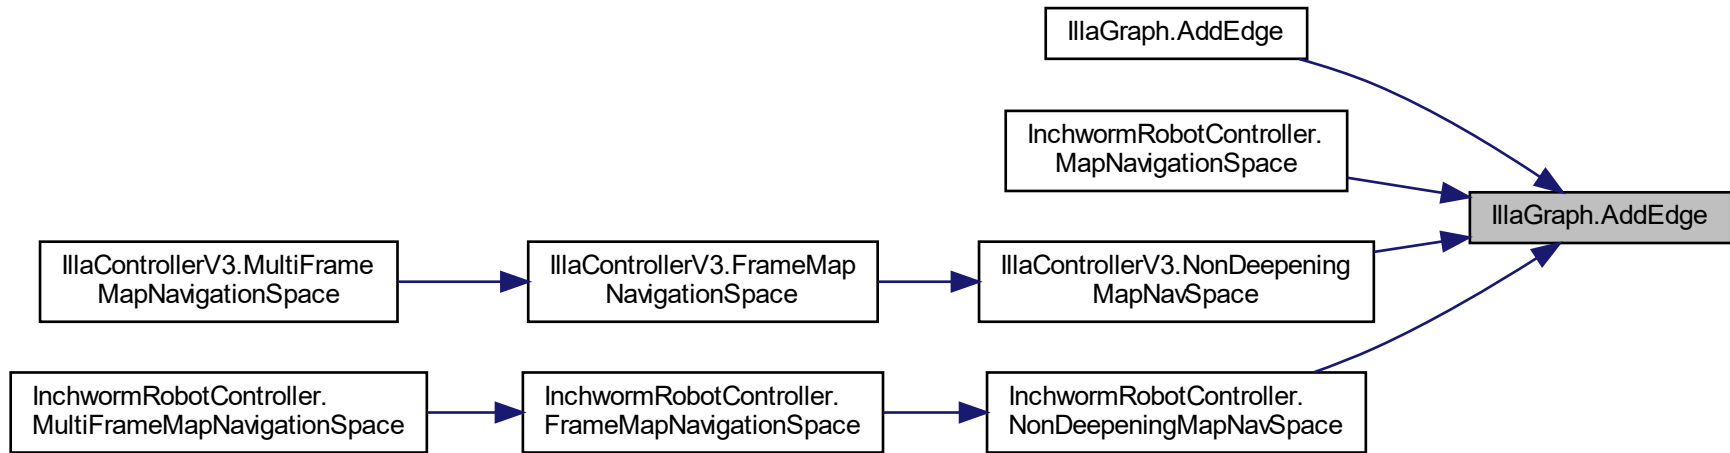 IllaGraph.AddEdge
InchwormRobotController.
MapNavigationSpace
IllaGraph.AddEdge
IllaControllerV3.MultiFrame
MapNavigationSpace
IllaControllerV3.FrameMap
NavigationSpace
IllaControllerV3.NonDeepening
MapNavSpace
InchwormRobotController.
MultiFrameMapNavigationSpace
InchwormRobotController.
FrameMapNavigationSpace
InchwormRobotController.
NonDeepeningMapNavSpace